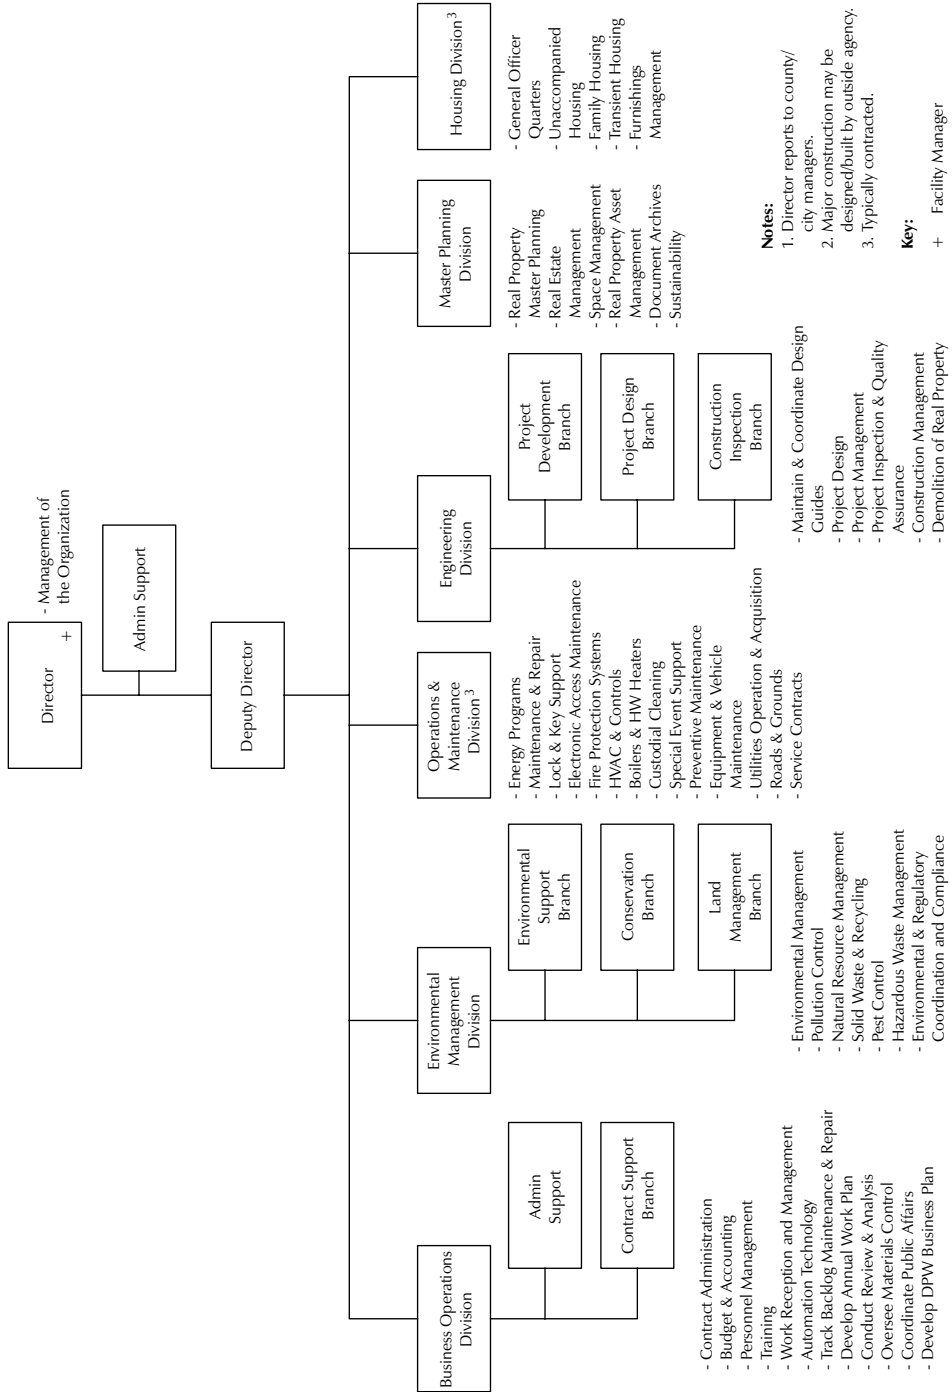 Director
+
- Management of
the Organization
Admin Support
Deputy Director
Business Operations
Division
Admin
Support
Contract Support
Branch
- Contract Administration
- Budget & Accounting
- Personnel Management
- Training
- Work Reception and Management
- Automation Technology
- Track Backlog Maintenance & Repair
- Develop Annual Work Plan
- Conduct Review & Analysis
- Oversee Materials Control
- Coordinate Public Affairs
- Develop DPW Business Plan
Environmental
Management
Division
Environmental
Support
Branch
Conservation
Branch
Land
Management
Branch
- Environmental Management
- Pollution Control
- Natural Resource Management
- Solid Waste & Recycling
- Pest Control
- Hazardous Waste Management
- Environmental & Regulatory
Coordination and Compliance
Operations &
Maintenance
Division 3
- Energy Programs
- Maintenance & Repair
- Lock & Key Support
- Electronic Access Maintenance
- Fire Protection Systems
- HVAC & Controls
- Boilers & HW Heaters
- Custodial Cleaning
- Special Event Support
- Preventive Maintenance
- Equipment & Vehicle
Maintenance
- Utilities Operation & Acquisition
- Roads & Grounds
- Service Contracts
Engineering
Division
Project
Development
Branch
Project Design
Branch
Construction
Inspection
Branch
- Maintain & Coordinate Design
Guides
- Project Design
- Project Management
- Project Inspection & Quality
Assurance
- Construction Management
- Demolition of Real Property
Master Planning
Division
- Real Property
Master Planning
- Real Estate
Management
- Space Management
- Real Property Asset
Management
- Document Archives
- Sustainability
Housing Division 3
- General Officer
Quarters
- Unaccompanied
Housing
- Family Housing
- Transient Housing
- Furnishings
Management
Notes:
1. Director reports to county/
city managers.
2. Major construction may be
designed/built by outside agency.
3. Typically contracted.
Key:
+ Facility Manager